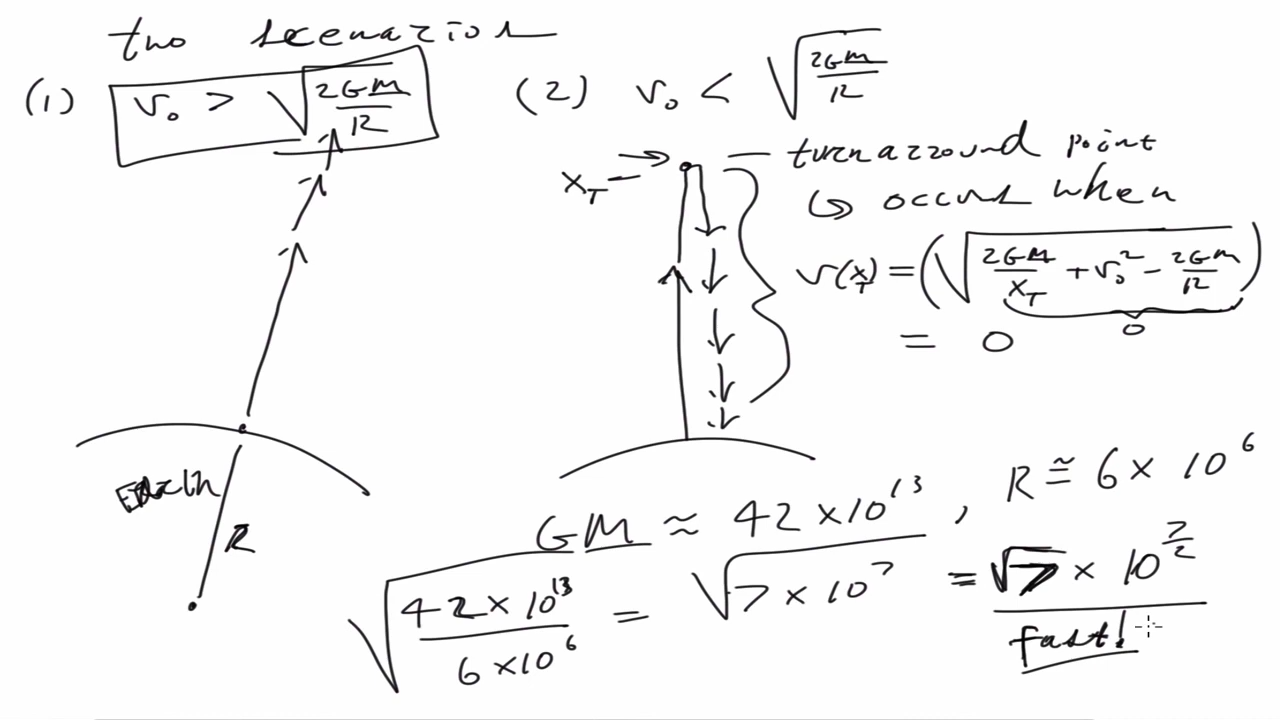 two scenarios
(1) v₀ > √(2GM/R)
(2) v₀ < √(2GM/R)
x_T → — turnaround point
↳ occurs when
v(x_T) = (√(2GM/x_T + v₀² - 2GM/R))
0
= 0
Earth
R
GM ≈ 42 × 10¹³ , R ≅ 6 × 10⁶
√(42 × 10¹³ / 6 × 10⁶) = √(7 × 10⁷) = √7 × 10^(7/2)
fast!